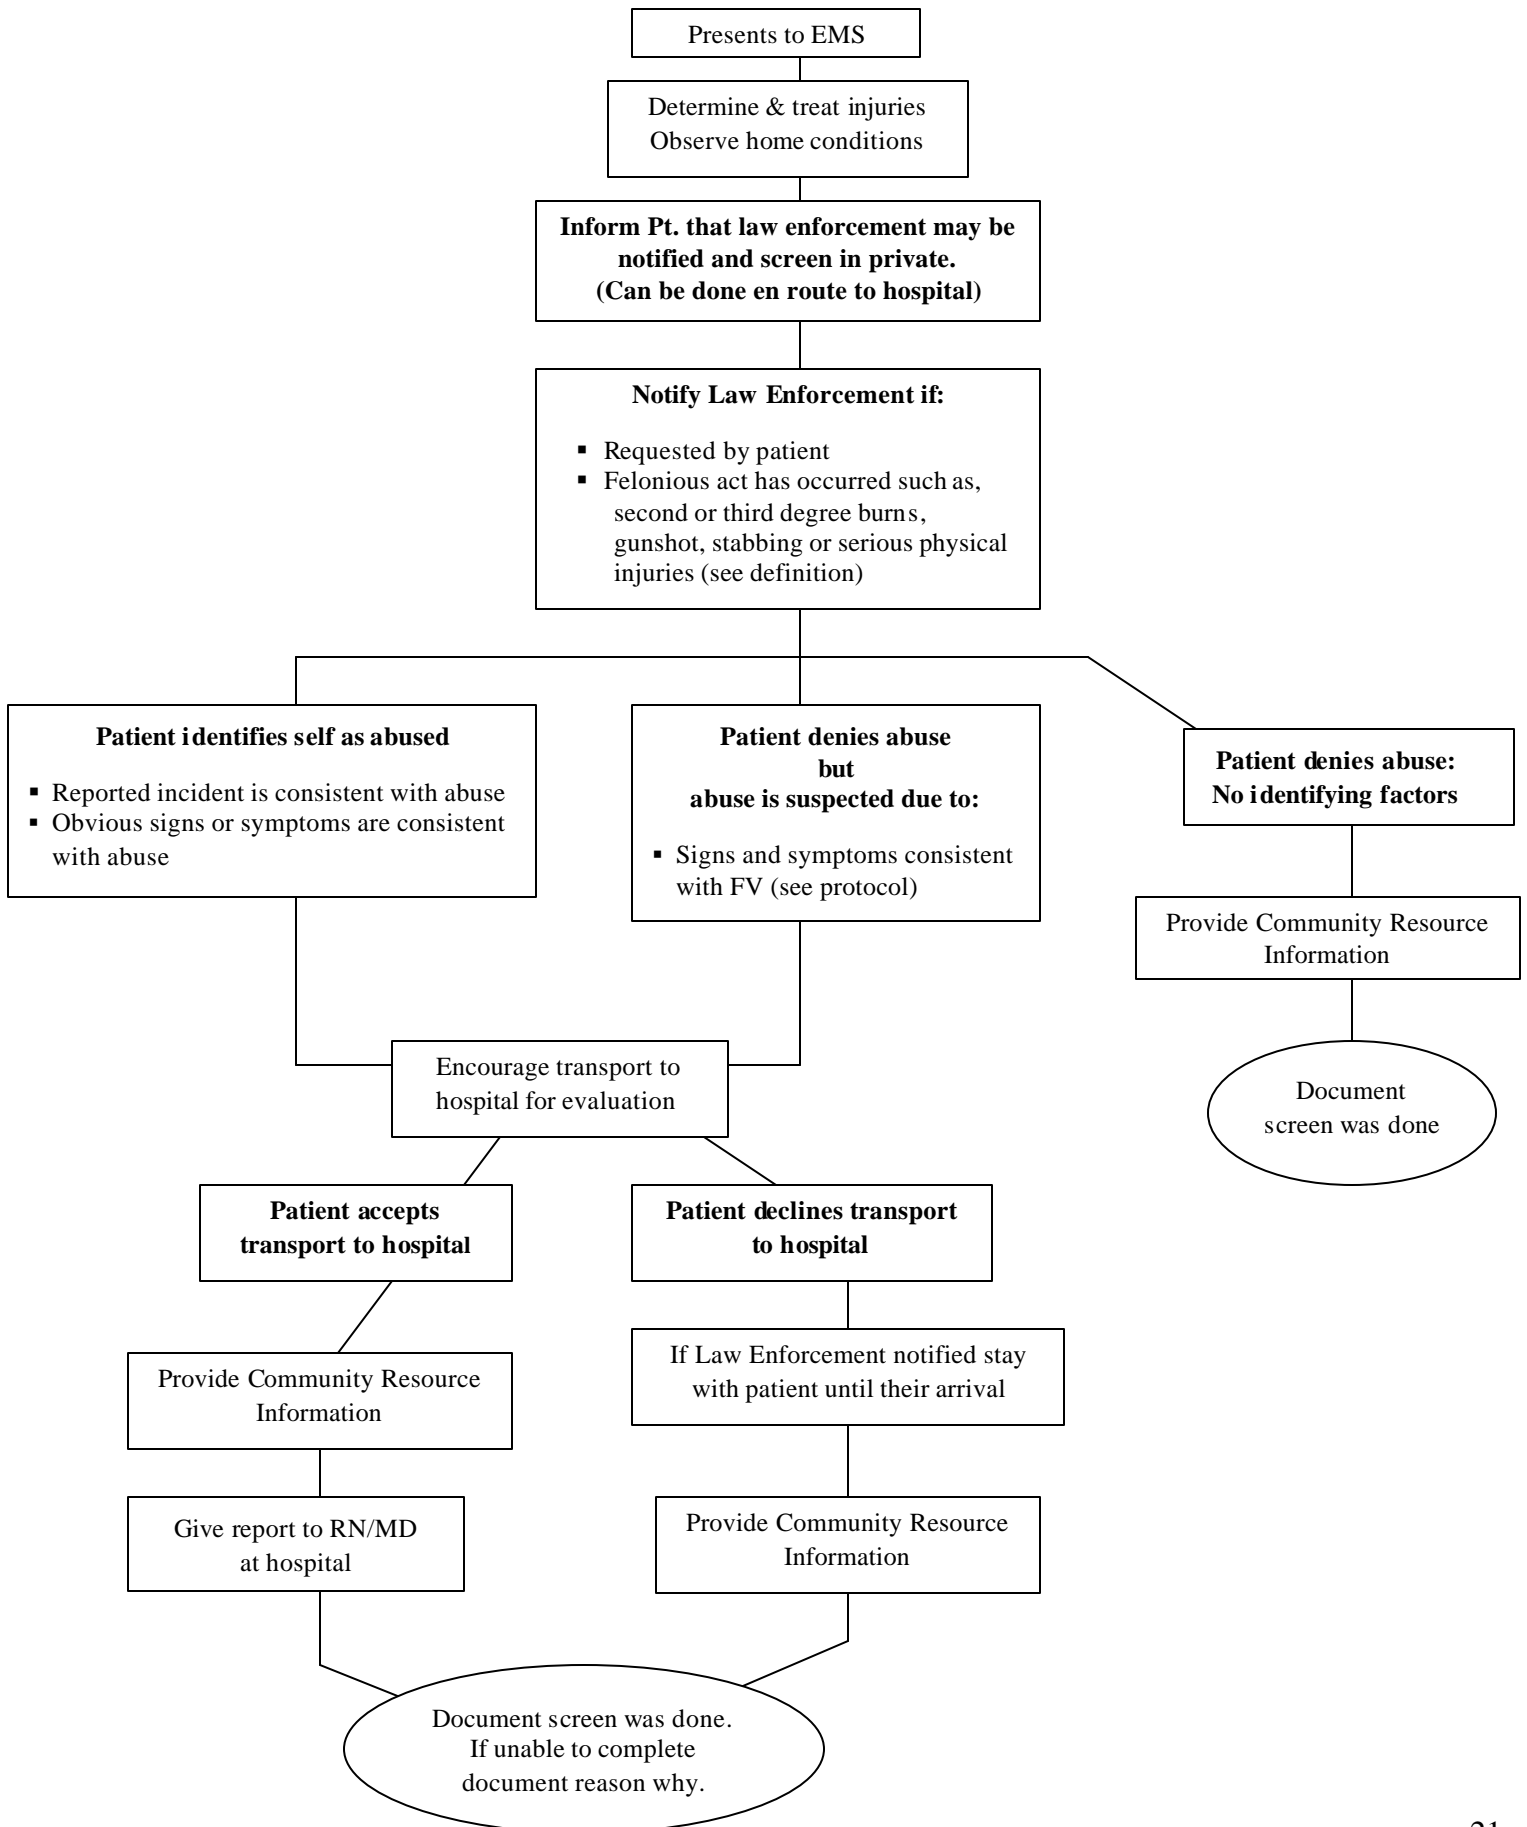 Presents to EMS
Determine & treat injuries
Observe home conditions
Inform Pt. that law enforcement may be
notified and screen in private.
(Can be done en route to hospital)
Notify Law Enforcement if:
▪ Requested by patient
▪ Felonious act has occurred such as,
second or third degree burns,
gunshot, stabbing or serious physical
injuries (see definition)
Patient identifies self as abused
▪ Reported incident is consistent with abuse
▪ Obvious signs or symptoms are consistent
with abuse
Patient denies abuse
but
abuse is suspected due to:
▪ Signs and symptoms consistent
with FV (see protocol)
Patient denies abuse:
No identifying factors
Provide Community Resource
Information
Document
screen was done
Encourage transport to
hospital for evaluation
Patient accepts
transport to hospital
Patient declines transport
to hospital
Provide Community Resource
Information
If Law Enforcement notified stay
with patient until their arrival
Give report to RN/MD
at hospital
Provide Community Resource
Information
Document screen was done.
If unable to complete
document reason why.